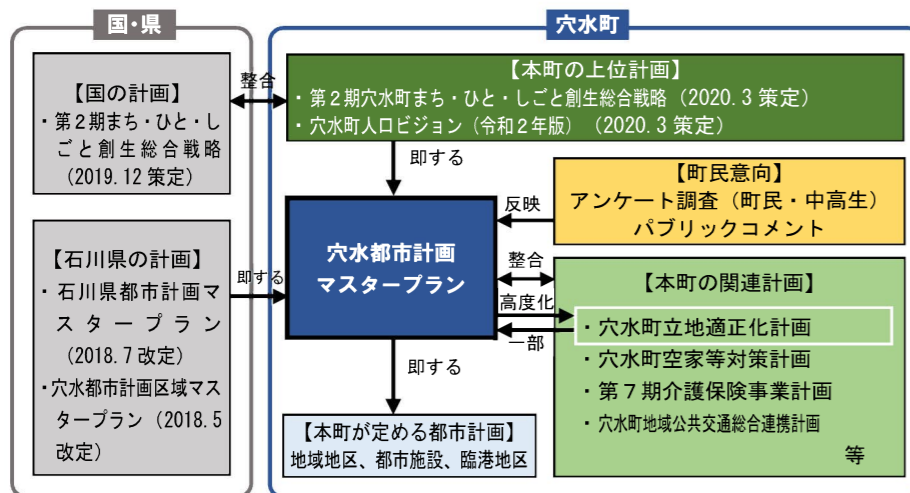 国・県
【国の計画】
・第2期まち・ひと・し
ごと創生総合戦略
(2019.12 策定)
【石川県の計画】
・石川県都市計画マ
スタープラン
(2018.7 改定)
・穴水都市計画区域マス
タープラン (2018.5
改定)
整合
即する
穴水町
【本町の上位計画】
・第2期穴水町まち・ひと・しごと創生総合戦略 (2020.3 策定)
・穴水町人口ビジョン (令和2年版) (2020.3 策定)
即する
穴水都市計画
マスタープラン
反映
【町民意向】
アンケート調査 (町民・中高生)
パブリックコメント
整合
高度化
一部
【本町の関連計画】
・穴水町立地適正化計画
・穴水町空家等対策計画
・第7期介護保険事業計画
・穴水町地域公共交通総合連携計画
等
即する
【本町が定める都市計画】
地域地区、都市施設、臨港地区